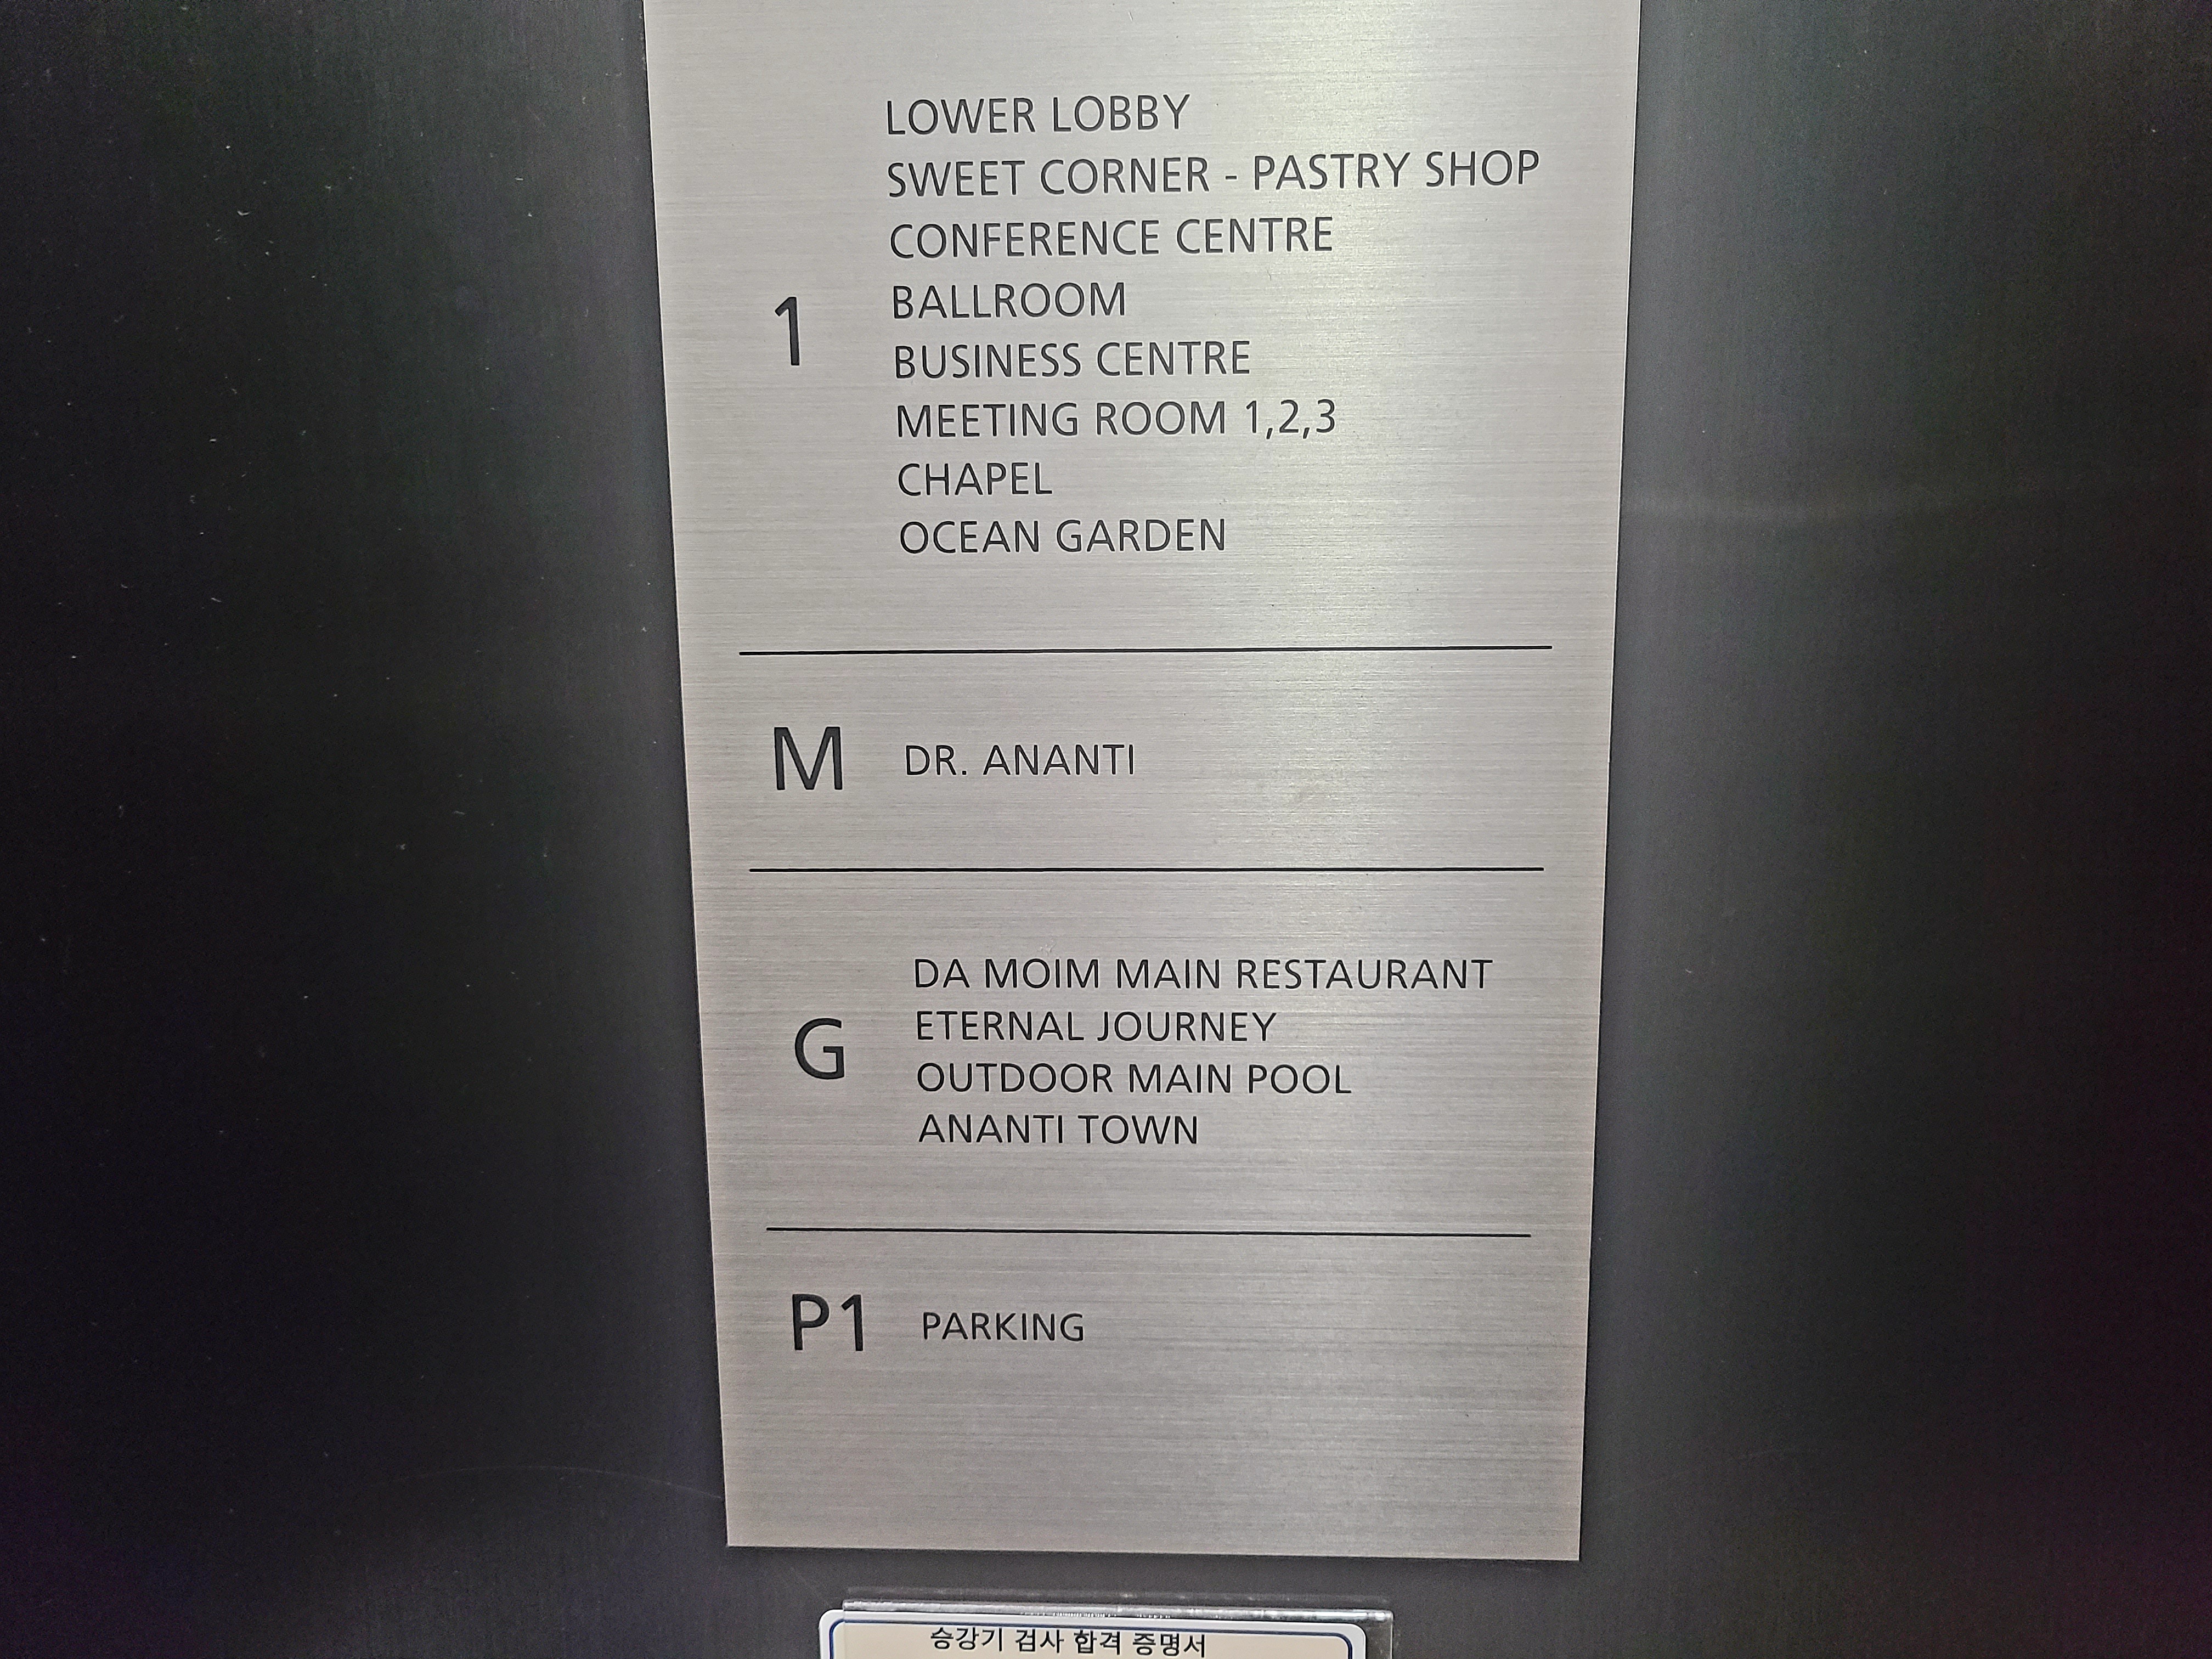 LOWER LOBBY
SWEET CORNER - PASTRY SHOP
CONFERENCE CENTRE
BALLROOM
1
BUSINESS CENTRE
MEETING ROOM 1,2,3
CHAPEL
OCEAN GARDEN
M DR. ANANTI
DA MOIM MAIN RESTAURANT
ETERNAL JOURNEY
G
OUTDOOR MAIN POOL
ANANTI TOWN
P1 PARKING
승강기 검사 합격 증명서